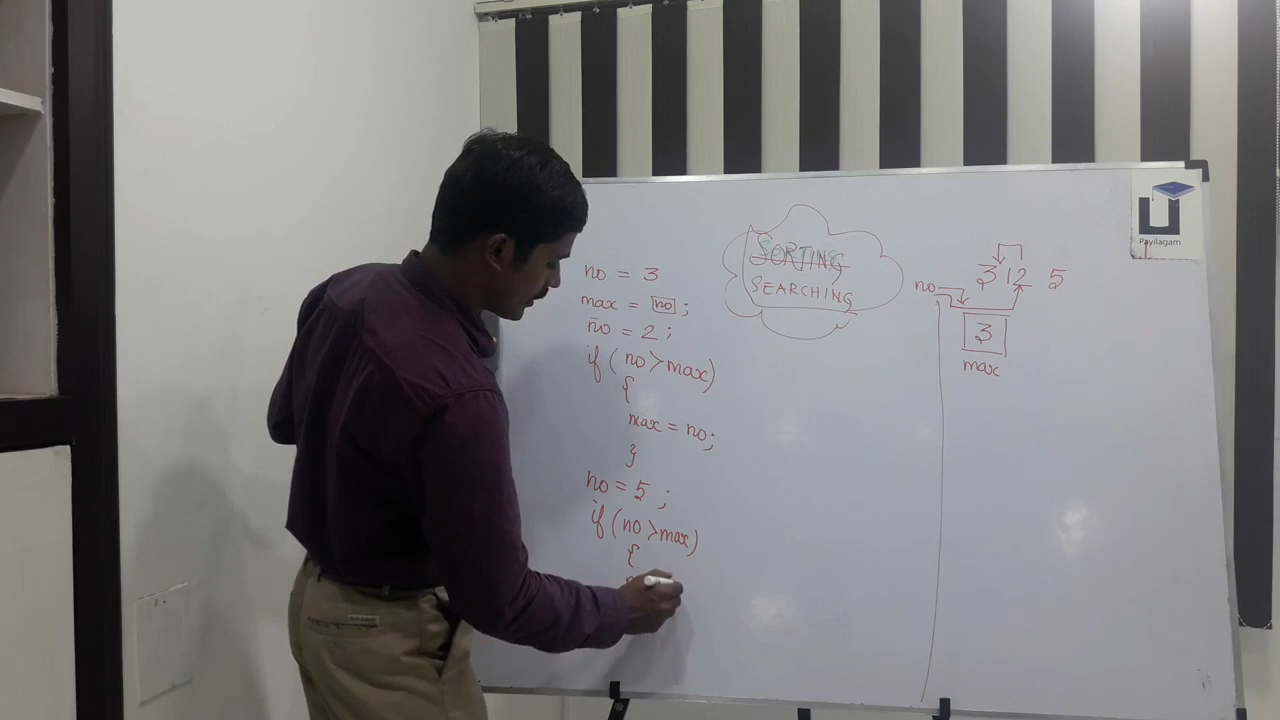 no = 3
max = no ;
no = 2 ;
if ( no > max )
{
max = no ;
}
no = 5 ;
if ( no > max )
{
SORTING
SEARCHING
3 12 5
no
3
max
Payilagam